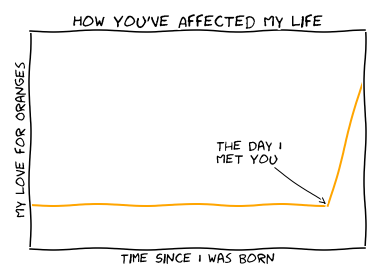 HOW YOU'VE AFFECTED MY LIFE
MY LOVE FOR ORANGES
THE DAY I
MET YOU
TIME SINCE I WAS BORN